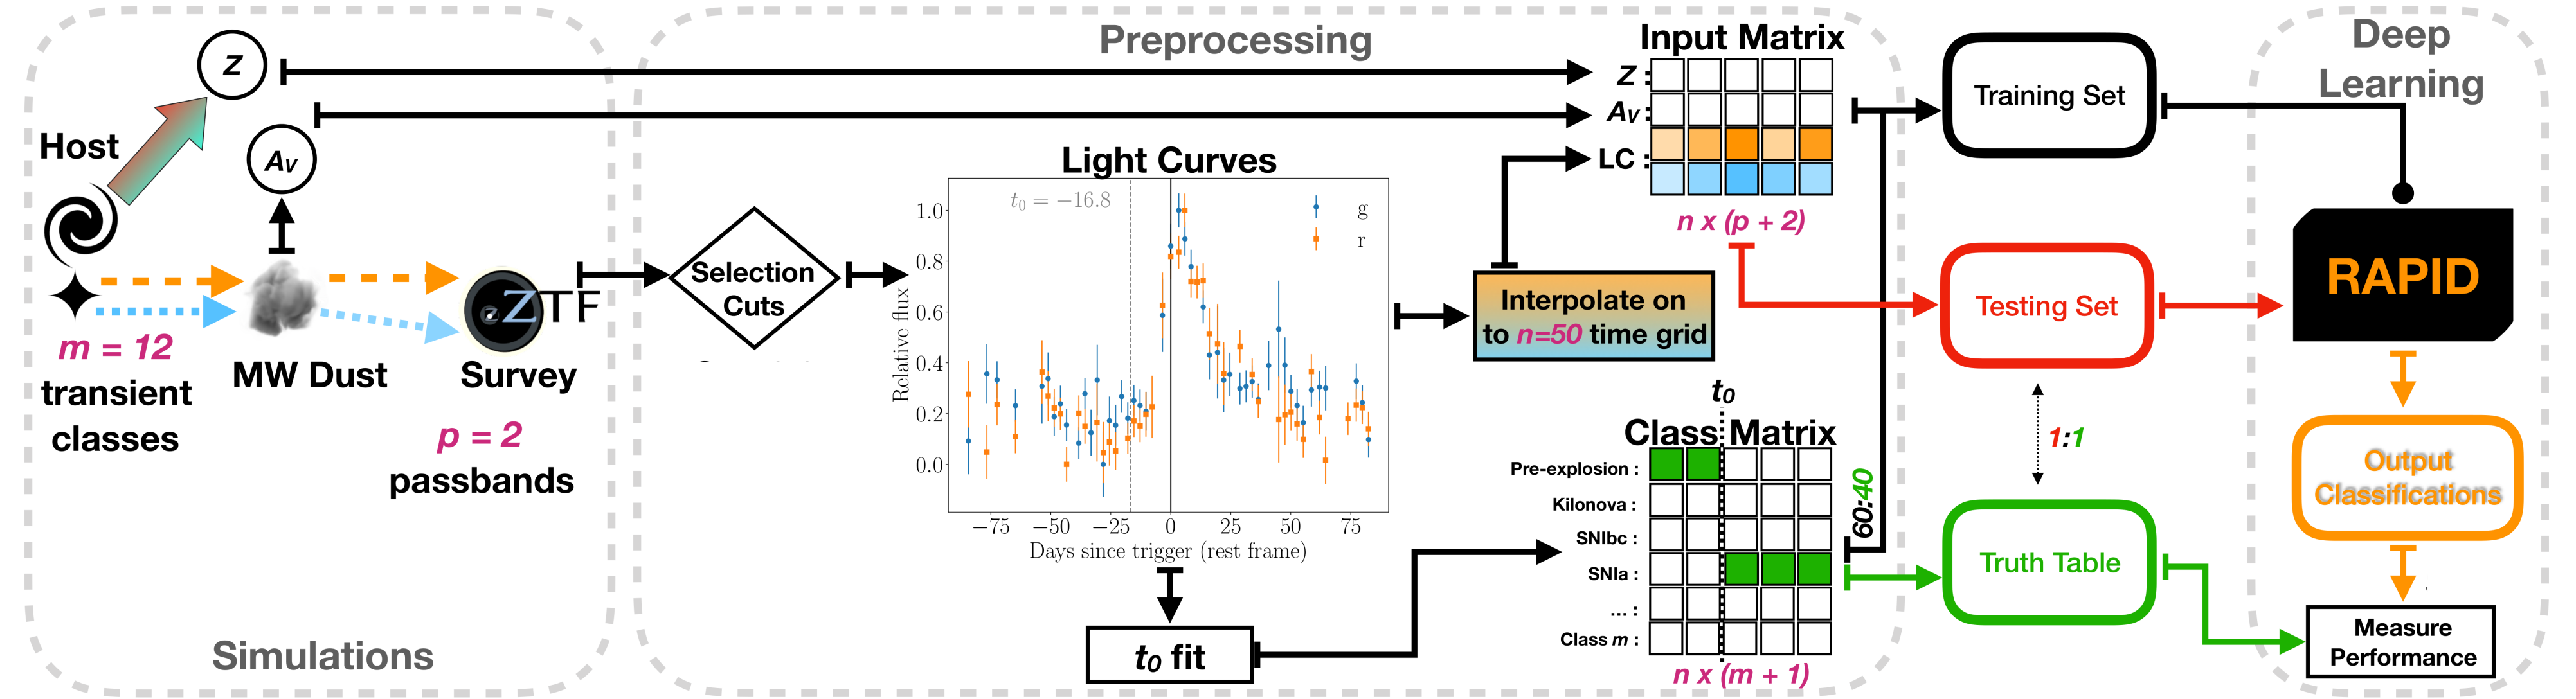 Preprocessing
Deep
Learning
Simulations
Host
Z
Av
m = 12
transient
classes
MW Dust
ZTF
Survey
p = 2
passbands
Selection
Cuts
Light Curves
t0 = −16.8
g
r
Relative flux
1.0
0.8
0.6
0.4
0.2
0.0
−75 −50 −25 0 25 50 75
Days since trigger (rest frame)
t0 fit
Input Matrix
Z :
Av :
LC :
n x (p + 2)
Interpolate on
to n=50 time grid
t0
Class Matrix
Pre-explosion :
Kilonova :
SNIbc :
SNIa :
... :
Class m :
n x (m + 1)
60:40
Training Set
Testing Set
1:1
Truth Table
RAPID
Output
Classifications
Measure
Performance